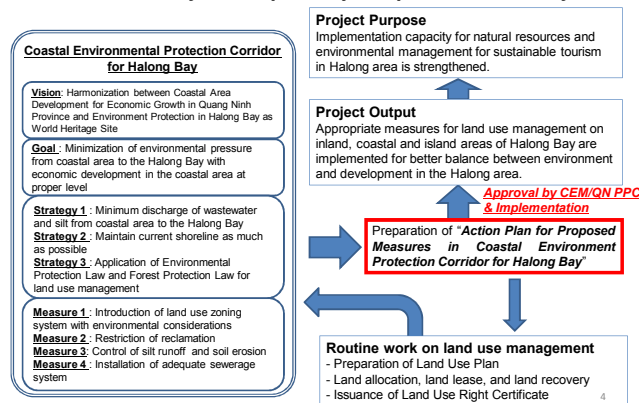 Coastal Environmental Protection Corridor
for Halong Bay
Vision: Harmonization between Coastal Area
Development for Economic Growth in Quang Ninh
Province and Environment Protection in Halong Bay as
World Heritage Site
Goal : Minimization of environmental pressure
from coastal area to the Halong Bay with
economic development in the coastal area at
proper level
Strategy 1 : Minimum discharge of wastewater
and silt from coastal area to the Halong Bay
Strategy 2 : Maintain current shoreline as much
as possible
Strategy 3 : Application of Environmental
Protection Law and Forest Protection Law for
land use management
Measure 1 : Introduction of land use zoning
system with environmental considerations
Measure 2 : Restriction of reclamation
Measure 3: Control of silt runoff and soil erosion
Measure 4 : Installation of adequate sewerage
system
Project Purpose
Implementation capacity for natural resources and
environmental management for sustainable tourism
in Halong area is strengthened.
Project Output
Appropriate measures for land use management on
inland, coastal and island areas of Halong Bay are
implemented for better balance between environment
and development in the Halong area.
Approval by CEM/QN PPC
& Implementation
Preparation of “Action Plan for Proposed
Measures in Coastal Environment
Protection Corridor for Halong Bay”
Routine work on land use management
- Preparation of Land Use Plan
- Land allocation, land lease, and land recovery
- Issuance of Land Use Right Certificate
4